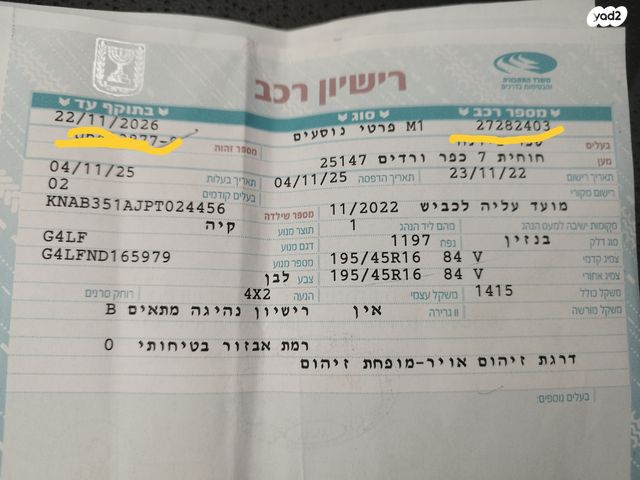 yad2
משרד התחבורה
והבטיחות בדרכים
רישיון רכב
מספר רכב סוג בתוקף עד
27282403 M1 פרטי נוסעים 22/11/2026
בעלים מספר זהות
מען חוחית 7 כפר ורדים 25147
תאריך רישום 23/11/22 תאריך הדפסה 04/11/25 תאריך בעלות 04/11/25
רישום מקורי בעלים קודמים 02
מועד עליה לכביש 11/2022 מספר שילדה KNAB351AJPT024456
מקומות ישיבה למעט הנהג מהם ליד הנהג 1 תוצר מנוע קיה
סוג דלק בנזין נפח 1197 דגם מנוע G4LF
צמיג קדמי 195/45R16 84 V מספר מנוע G4LFND165979
צמיג אחורי 195/45R16 84 V צבע לבן
משקל כולל 1415 משקל עצמי הנעה 4X2 רוחק סרנים
משקל מורשה וו גרירה אין רישיון נהיגה מתאים B
רמת אבזור בטיחותי 0
דרגת זיהום אויר-מופחת זיהום
בעלים נוספים: